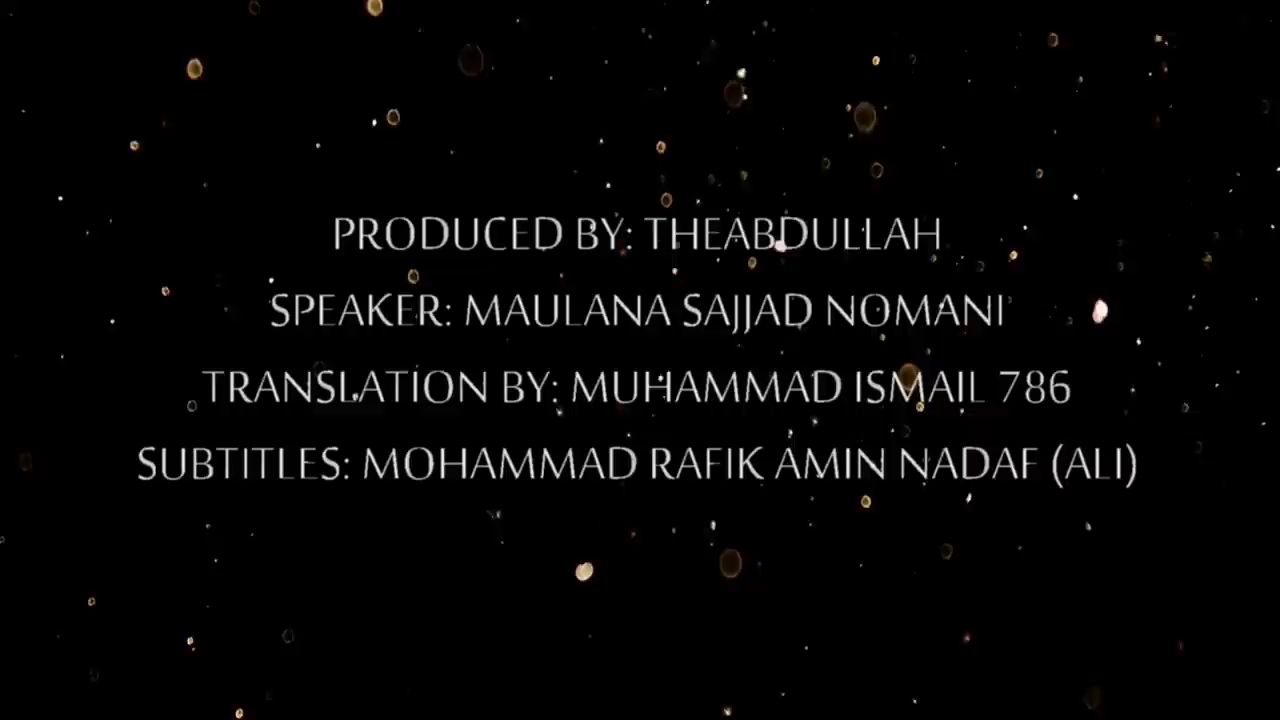 PRODUCED BY: THEABDULLAH
SPEAKER: MAULANA SAJJAD NOMANI
TRANSLATION BY: MUHAMMAD ISMAIL 786
SUBTITLES: MOHAMMAD RAFIK AMIN NADAF (ALI)